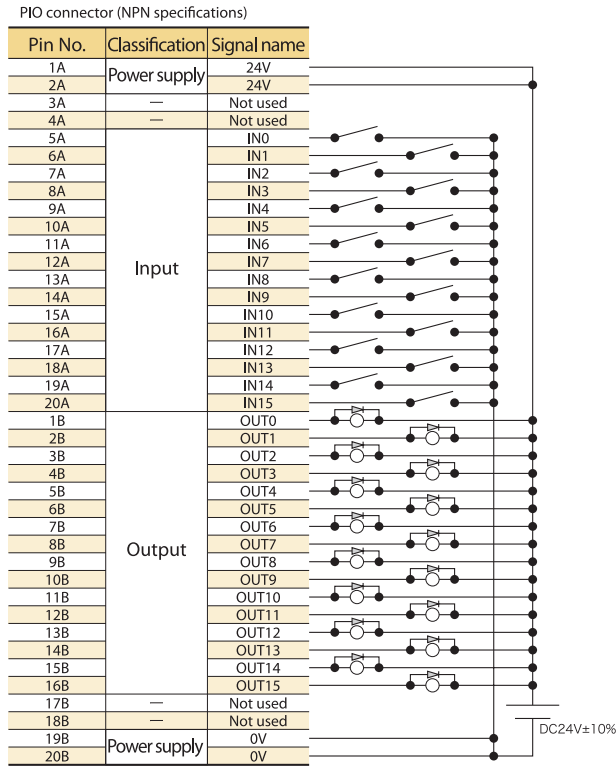 PIO connector (NPN specifications)
Pin No. Classification Signal name
1A Power supply 24V
2A 24V
3A — Not used
4A — Not used
5A Input IN0
6A IN1
7A IN2
8A IN3
9A IN4
10A IN5
11A IN6
12A IN7
13A IN8
14A IN9
15A IN10
16A IN11
17A IN12
18A IN13
19A IN14
20A IN15
1B Output OUT0
2B OUT1
3B OUT2
4B OUT3
5B OUT4
6B OUT5
7B OUT6
8B OUT7
9B OUT8
10B OUT9
11B OUT10
12B OUT11
13B OUT12
14B OUT13
15B OUT14
16B OUT15
17B — Not used
18B — Not used
19B Power supply 0V
20B 0V
DC24V±10%